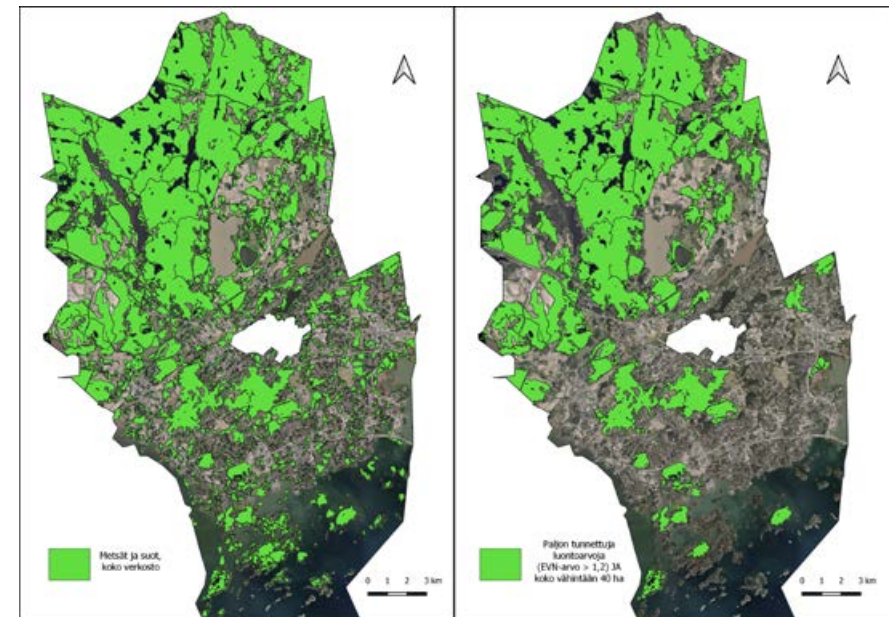 Metsät ja suot,
koko verkosto
0 1 2 3 km
Paljon tunnettuja
luontoarvoja
(EVN-arvo > 1,2) JA
koko vähintään 40 ha
0 1 2 3 km